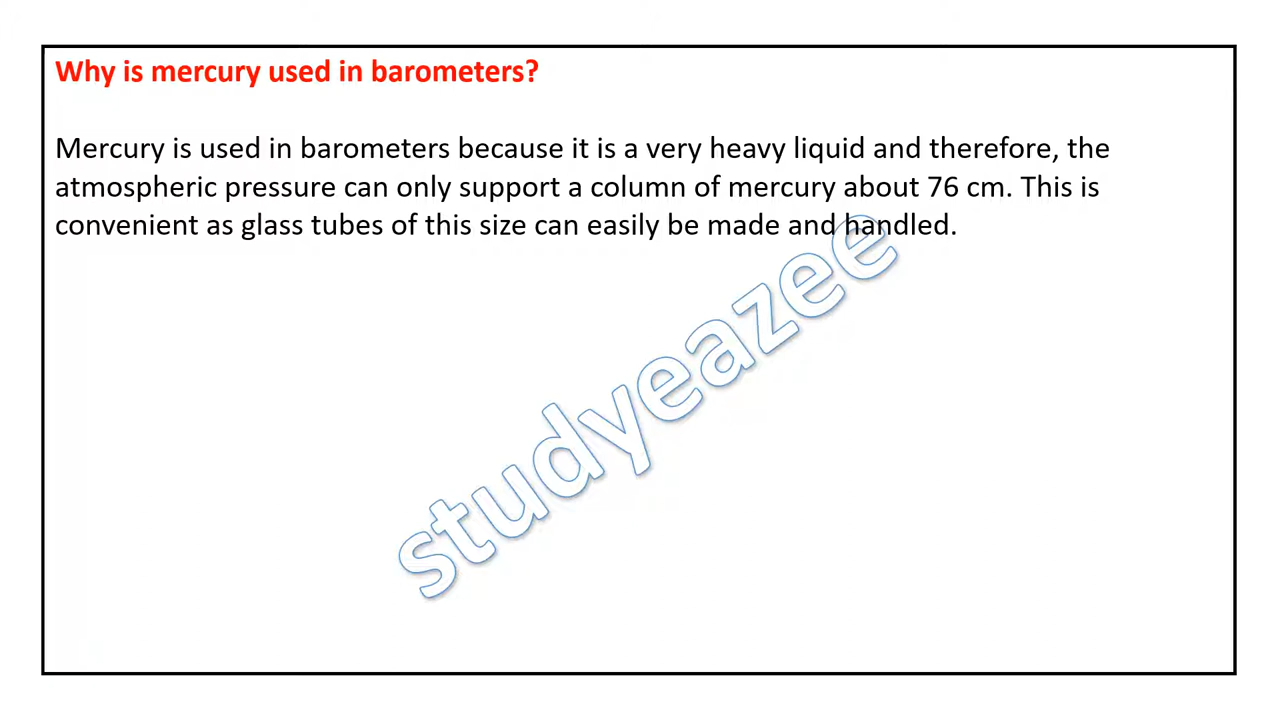 Why is mercury used in barometers?
Mercury is used in barometers because it is a very heavy liquid and therefore, the
atmospheric pressure can only support a column of mercury about 76 cm. This is
convenient as glass tubes of this size can easily be made and handled.
studyeazee